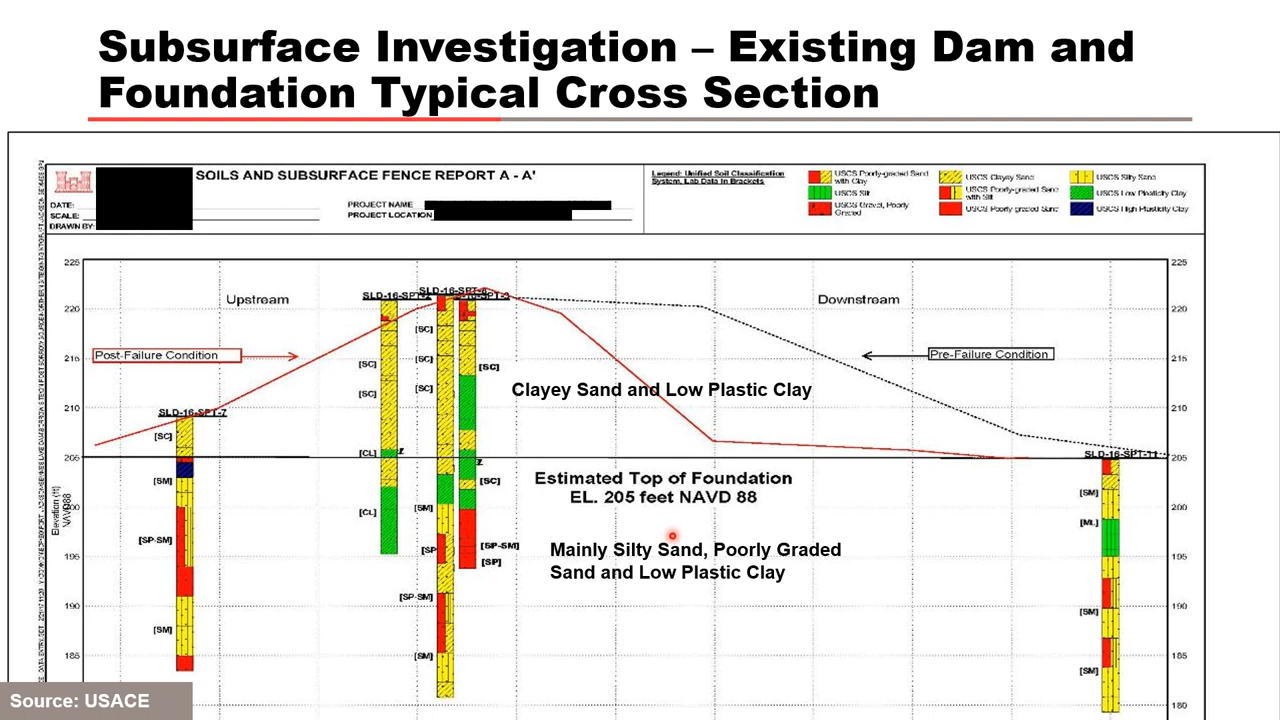 Subsurface Investigation – Existing Dam and
Foundation Typical Cross Section
SOILS AND SUBSURFACE FENCE REPORT A - A'
DATE:
SCALE:
DRAWN BY:
PROJECT NAME
PROJECT LOCATION
Legend: Unified Soil Classification
System, Lab Data In Brackets
USCS Poorly-graded Sand
with Clay
USCS Silt
USCS Gravel, Poorly
Graded
USCS Clayey Sand
USCS Poorly-graded Sand
with Silt
USCS Poorly-graded Sand
USCS Silty Sand
USCS Low Plasticity Clay
USCS High Plasticity Clay
225
220
215
210
205
200
195
190
185
Elevation (ft)
NAVD88
Upstream
Downstream
Post-Failure Condition
Pre-Failure Condition
SLD-16-SPT-7
[SC]
[SM]
[SP-SM]
[SM]
[SC]
[SC]
[CL]
[CL]
[SC]
[SC]
[SC]
[SM]
[SP-SM]
[SM]
[SC]
[SC]
[SP-SM]
[SP]
Clayey Sand and Low Plastic Clay
Estimated Top of Foundation
EL. 205 feet NAVD 88
Mainly Silty Sand, Poorly Graded
Sand and Low Plastic Clay
SLD-16-SPT-11
[SM]
[ML]
[SM]
[SM]
225
220
215
210
205
200
195
190
185
180
Source: USACE